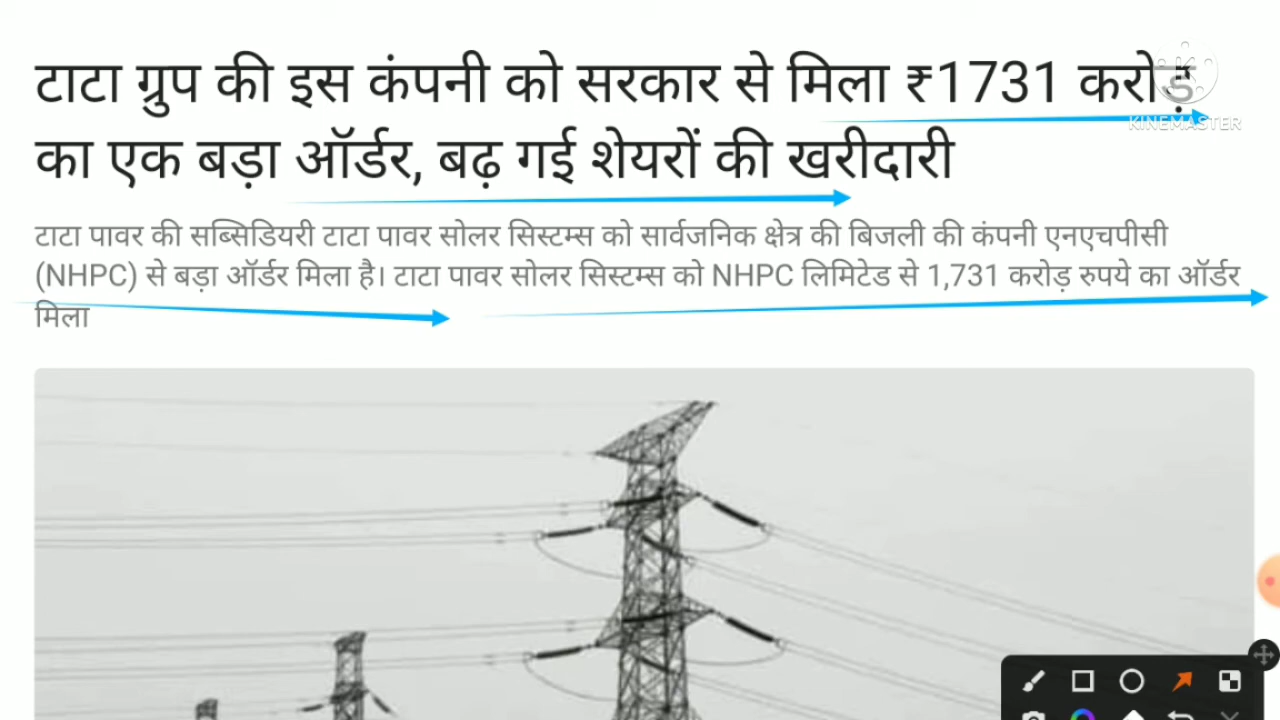 टाटा ग्रुप की इस कंपनी को सरकार से मिला ₹1731 करोड़
का एक बड़ा ऑर्डर, बढ़ गई शेयरों की खरीदारी
टाटा पावर की सब्सिडियरी टाटा पावर सोलर सिस्टम्स को सार्वजनिक क्षेत्र की बिजली की कंपनी एनएचपीसी
(NHPC) से बड़ा ऑर्डर मिला है। टाटा पावर सोलर सिस्टम्स को NHPC लिमिटेड से 1,731 करोड़ रुपये का ऑर्डर
मिला
KINEMASTER